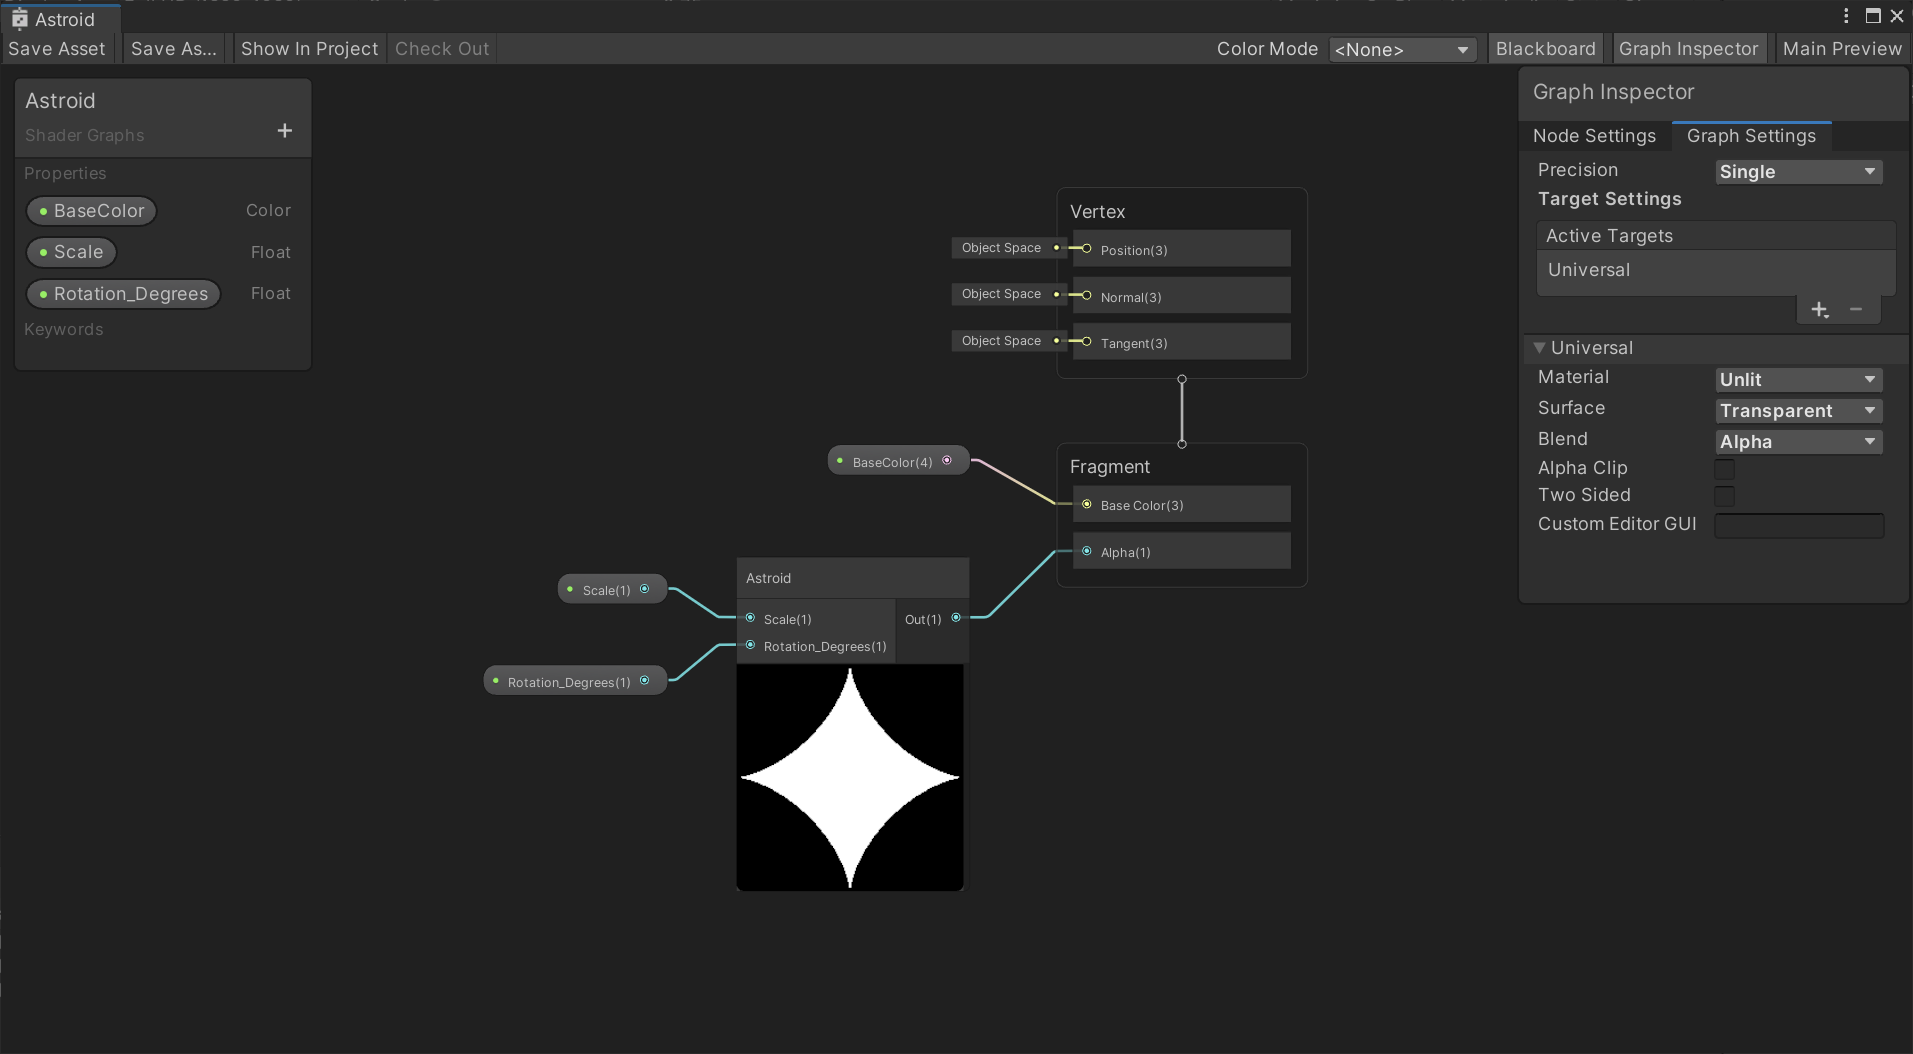 Astroid
Save Asset
Save As...
Show In Project
Check Out
Color Mode
<None>
Blackboard
Graph Inspector
Main Preview
Astroid
Shader Graphs
+
Properties
BaseColor
Color
Scale
Float
Rotation_Degrees
Float
Keywords
Vertex
Object Space
Position(3)
Object Space
Normal(3)
Object Space
Tangent(3)
BaseColor(4)
Fragment
Base Color(3)
Alpha(1)
Scale(1)
Rotation_Degrees(1)
Astroid
Scale(1)
Out(1)
Rotation_Degrees(1)
Graph Inspector
Node Settings
Graph Settings
Precision
Single
Target Settings
Active Targets
Universal
Universal
Material
Unlit
Surface
Transparent
Blend
Alpha
Alpha Clip
Two Sided
Custom Editor GUI